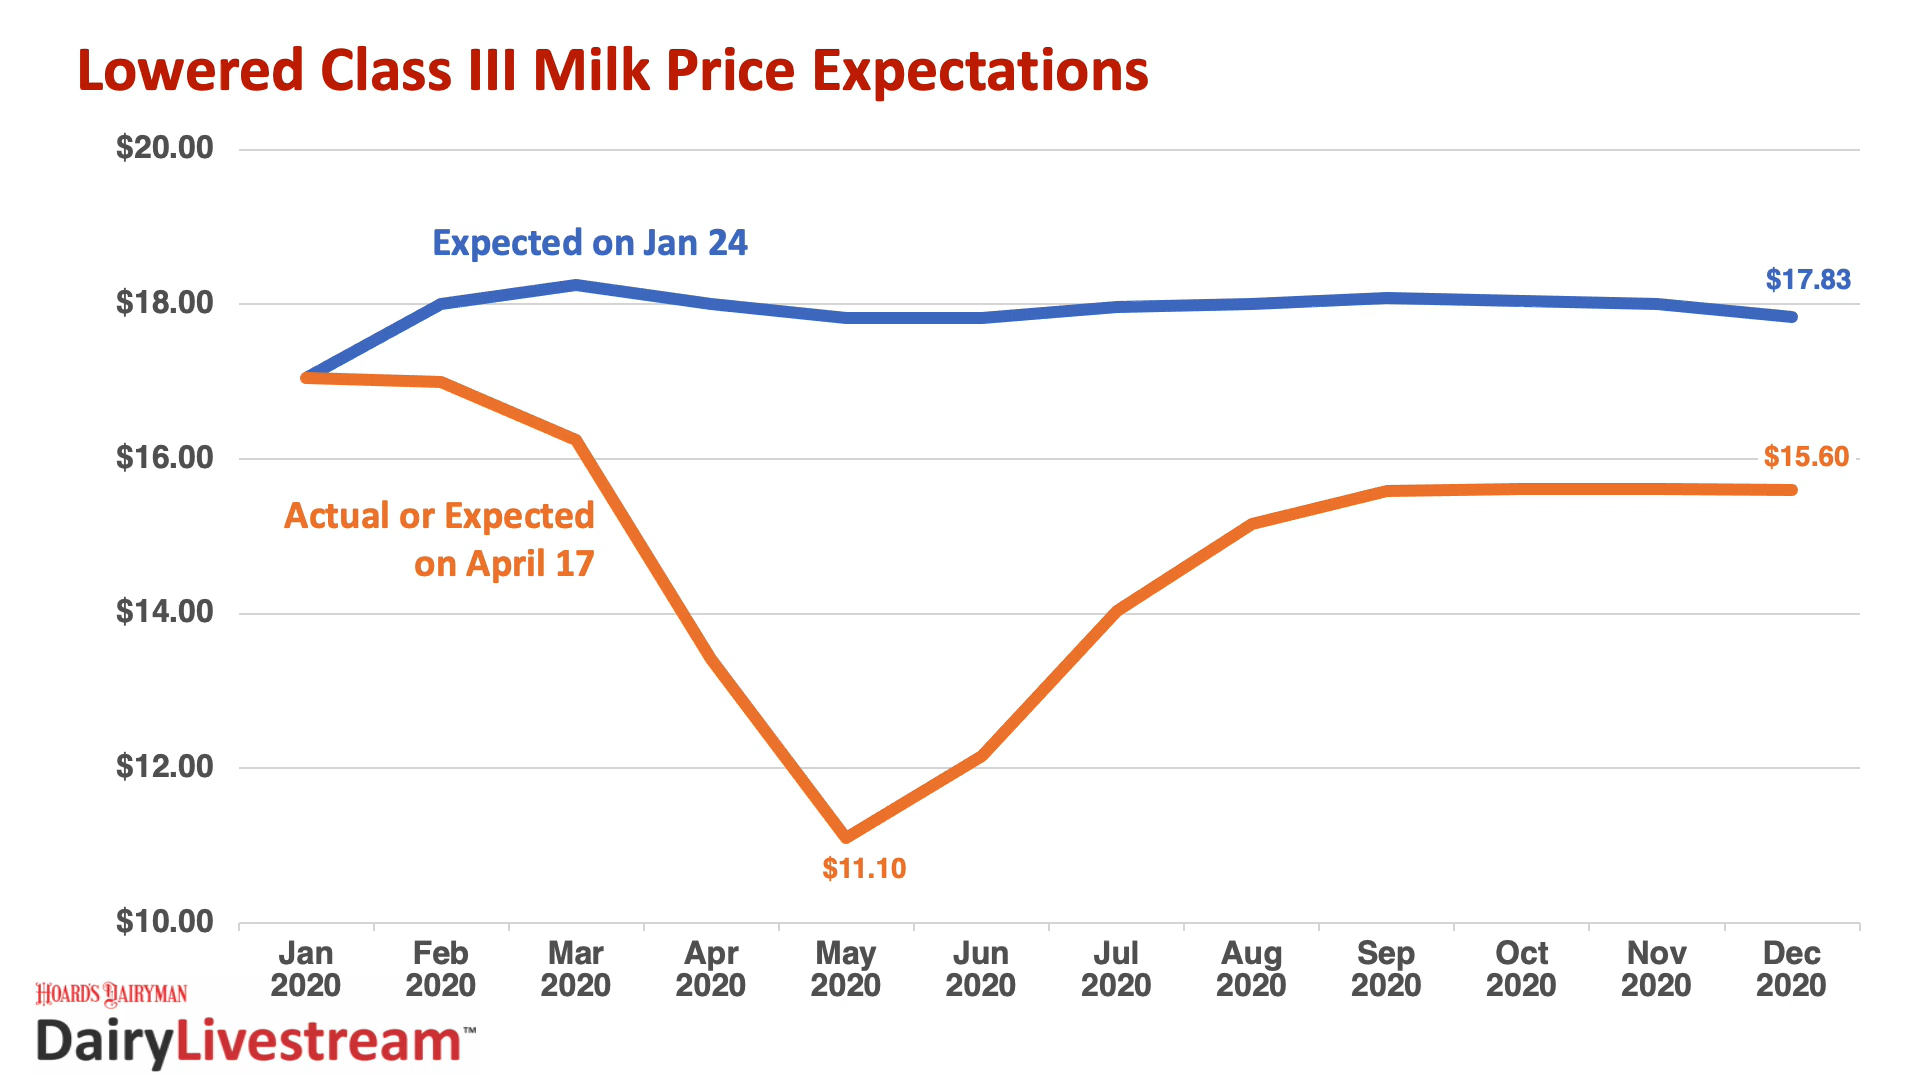 Lowered Class III Milk Price Expectations
$20.00
Expected on Jan 24
$17.83
$18.00
$16.00
$15.60
Actual or Expected
on April 17
$14.00
$12.00
$11.10
$10.00
Jan Feb Mar Apr May Jun Jul Aug Sep Oct Nov Dec
2020 2020 2020 2020 2020 2020 2020 2020 2020 2020 2020 2020
HOARD'S DAIRYMAN
DairyLivestream™